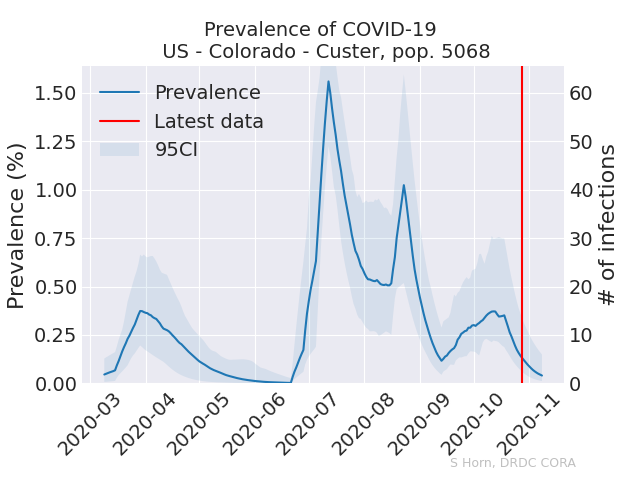 Prevalence of COVID-19
US - Colorado - Custer, pop. 5068
Prevalence
Latest data
95CI
Prevalence (%)
1.50
1.25
1.00
0.75
0.50
0.25
0.00
60
50
40
30
20
10
0
# of infections
2020-03
2020-04
2020-05
2020-06
2020-07
2020-08
2020-09
2020-10
2020-11
S Horn, DRDC CORA